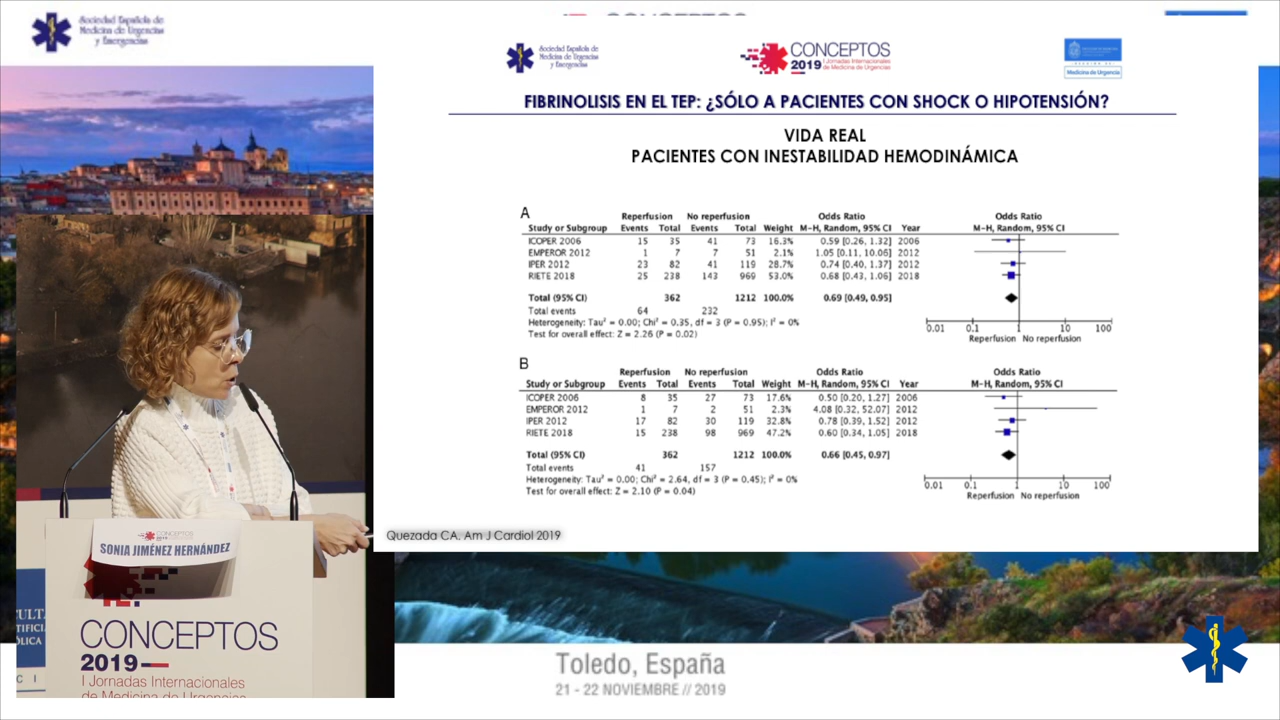 Sociedad Española de
Medicina de Urgencias
y Emergencias
Sociedad Española de
Medicina de Urgencias
y Emergencias
CONCEPTOS
2019 I Jornadas Internacionales
de Medicina de Urgencias
Medicina de Urgencia
FIBRINOLISIS EN EL TEP: ¿SÓLO A PACIENTES CON SHOCK O HIPOTENSIÓN?
VIDA REAL
PACIENTES CON INESTABILIDAD HEMODINÁMICA
A
Reperfusion No reperfusion Odds Ratio Odds Ratio
Study or Subgroup Events Total Events Total Weight M-H, Random, 95% CI Year M-H, Random, 95% CI
ICOPER 2006 15 35 41 73 16.3% 0.59 [0.26, 1.32] 2006
EMPEROR 2012 1 7 7 51 2.1% 1.05 [0.11, 10.06] 2012
IPER 2012 23 82 41 119 28.7% 0.74 [0.40, 1.37] 2012
RIETE 2018 25 238 143 969 53.0% 0.68 [0.43, 1.06] 2018
Total (95% CI) 362 1212 100.0% 0.69 [0.49, 0.95]
Total events 64 232
Heterogeneity: Tau² = 0.00; Chi² = 0.35, df = 3 (P = 0.95); I² = 0%
Test for overall effect: Z = 2.26 (P = 0.02)
0.01 0.1 1 10 100
Reperfusion No reperfusion
B
Reperfusion No reperfusion Odds Ratio Odds Ratio
Study or Subgroup Events Total Events Total Weight M-H, Random, 95% CI Year M-H, Random, 95% CI
ICOPER 2006 8 35 27 73 17.6% 0.50 [0.20, 1.27] 2006
EMPEROR 2012 1 7 2 51 2.3% 4.08 [0.32, 52.07] 2012
IPER 2012 17 82 30 119 32.8% 0.78 [0.39, 1.52] 2012
RIETE 2018 15 238 98 969 47.2% 0.60 [0.34, 1.05] 2018
Total (95% CI) 362 1212 100.0% 0.66 [0.45, 0.97]
Total events 41 157
Heterogeneity: Tau² = 0.00; Chi² = 2.64, df = 3 (P = 0.45); I² = 0%
Test for overall effect: Z = 2.10 (P = 0.04)
0.01 0.1 1 10 100
Reperfusion No reperfusion
Quezada CA. Am J Cardiol 2019
CONCEPTOS
SONIA JIMÉNEZ HERNÁNDEZ
CONCEPTOS
2019
I Jornadas Internacionales
de Medicina de Urgencias
Toledo, España
21 - 22 NOVIEMBRE // 2019